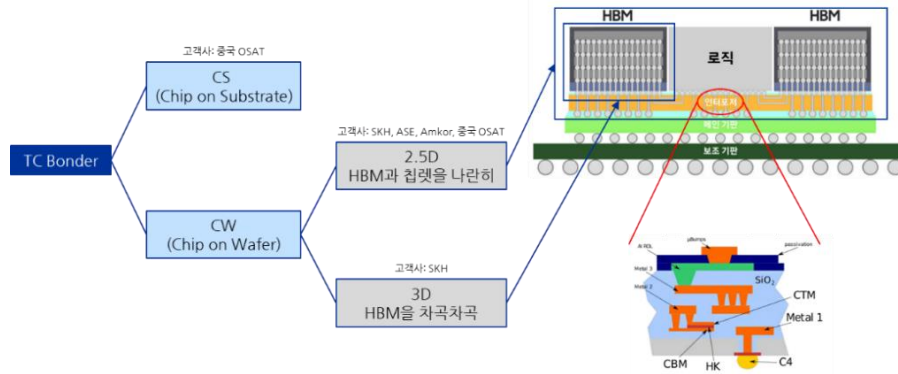 고객사: 중국 OSAT
CS
(Chip on Substrate)
TC Bonder
CW
(Chip on Wafer)
고객사: SKH, ASE, Amkor, 중국 OSAT
2.5D
HBM과 칩렛을 나란히
고객사: SKH
3D
HBM을 차곡차곡
HBM
HBM
로직
인터포저
메인 기판
보조 기판
μBumps
Al RDL
passivation
Metal 3
SiO₂
Metal 2
CTM
Metal 1
CBM
HK
C4